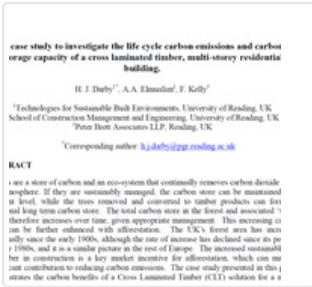 case study to investigate the life cycle carbon emissions and carbon
orage capacity of a cross laminated timber, multi-storey residential
building.
H. J. Darby¹*, A.A. Elmualim², F. Kelly³
¹Technologies for Sustainable Built Environments, University of Reading, UK
School of Construction Management and Engineering, University of Reading, UK
³Peter Brett Associates LLP, Reading, UK
*Corresponding author: h.j.darby@pgr.reading.ac.uk
RACT
are a store of carbon and an eco-system that continually removes carbon dioxide
nosphere. If they are sustainably managed, the carbon store can be maintained
nt level, while the trees removed and converted to timber products can for
nal long term carbon store. The total carbon store in the forest and associated
therefore increases over time, given appropriate management. This increasing c
can be further enhanced with afforestation. The UK's forest area has incr
ally since the early 1900s, although the rate of increase has declined since its pe
1980s, and it is a similar picture in the rest of Europe. The increased sustainabl
ber in construction is a key market incentive for afforestation, which can ma
cant contribution to reducing carbon emissions. The case study presented in this
strates the carbon benefits of a Cross Laminated Timber (CLT) solution for a